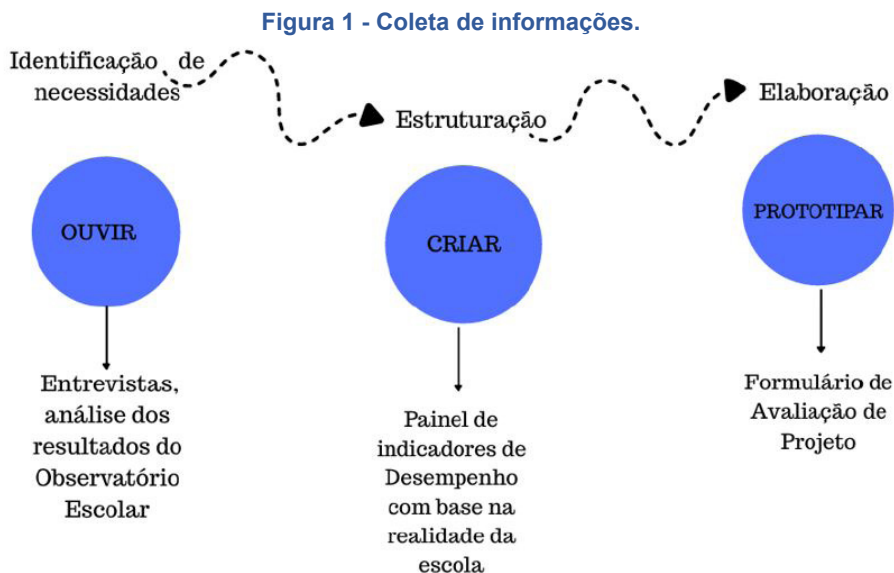 Figura 1 - Coleta de informações.
Identificação de
necessidades
Estruturação
Elaboração
OUVIR
CRIAR
PROTOTIPAR
Entrevistas,
análise dos
resultados do
Observatório
Escolar
Painel de
indicadores de
Desempenho
com base na
realidade da
escola
Formulário de
Avaliação de
Projeto